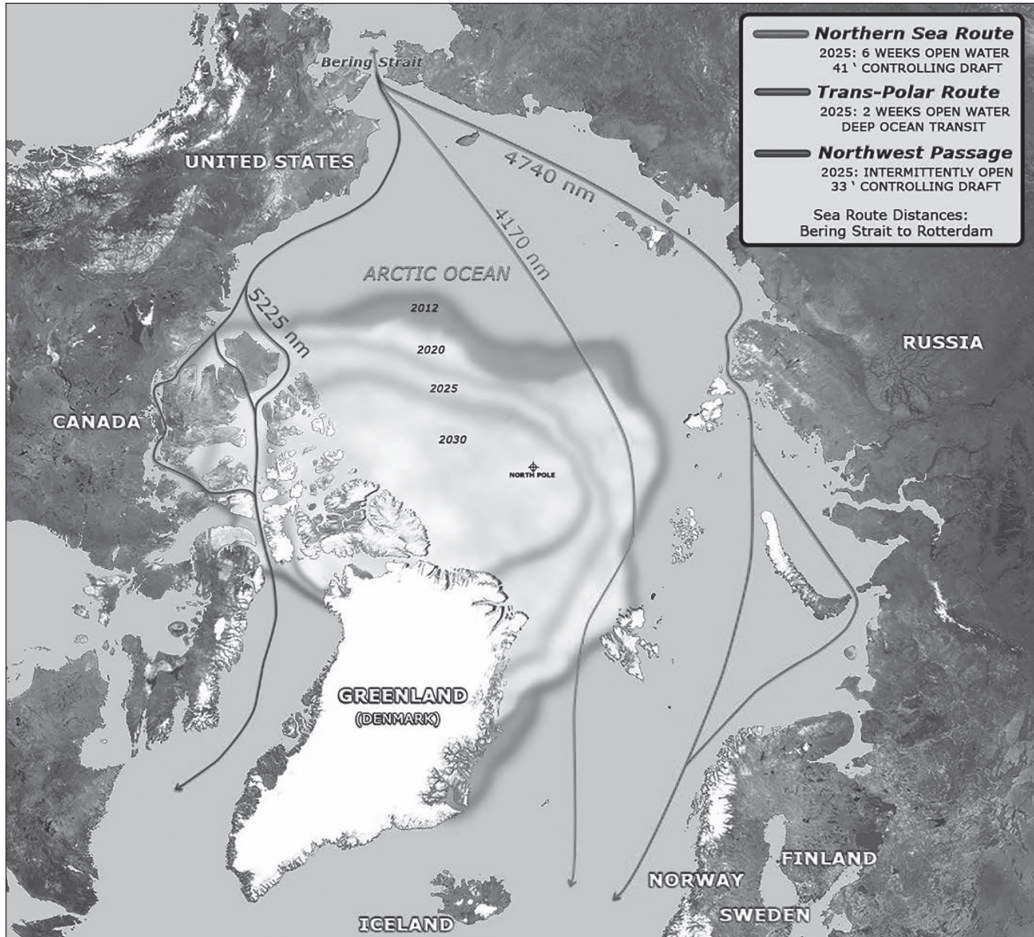 Northern Sea Route
2025: 6 WEEKS OPEN WATER
41' CONTROLLING DRAFT
Trans-Polar Route
2025: 2 WEEKS OPEN WATER
DEEP OCEAN TRANSIT
Northwest Passage
2025: INTERMITTENTLY OPEN
33' CONTROLLING DRAFT
Sea Route Distances:
Bering Strait to Rotterdam
Bering Strait
UNITED STATES
4740 nm
4170 nm
ARCTIC OCEAN
5225 nm
2012
2020
2025
2030
RUSSIA
CANADA
NORTH POLE
GREENLAND
(DENMARK)
FINLAND
NORWAY
SWEDEN
ICELAND